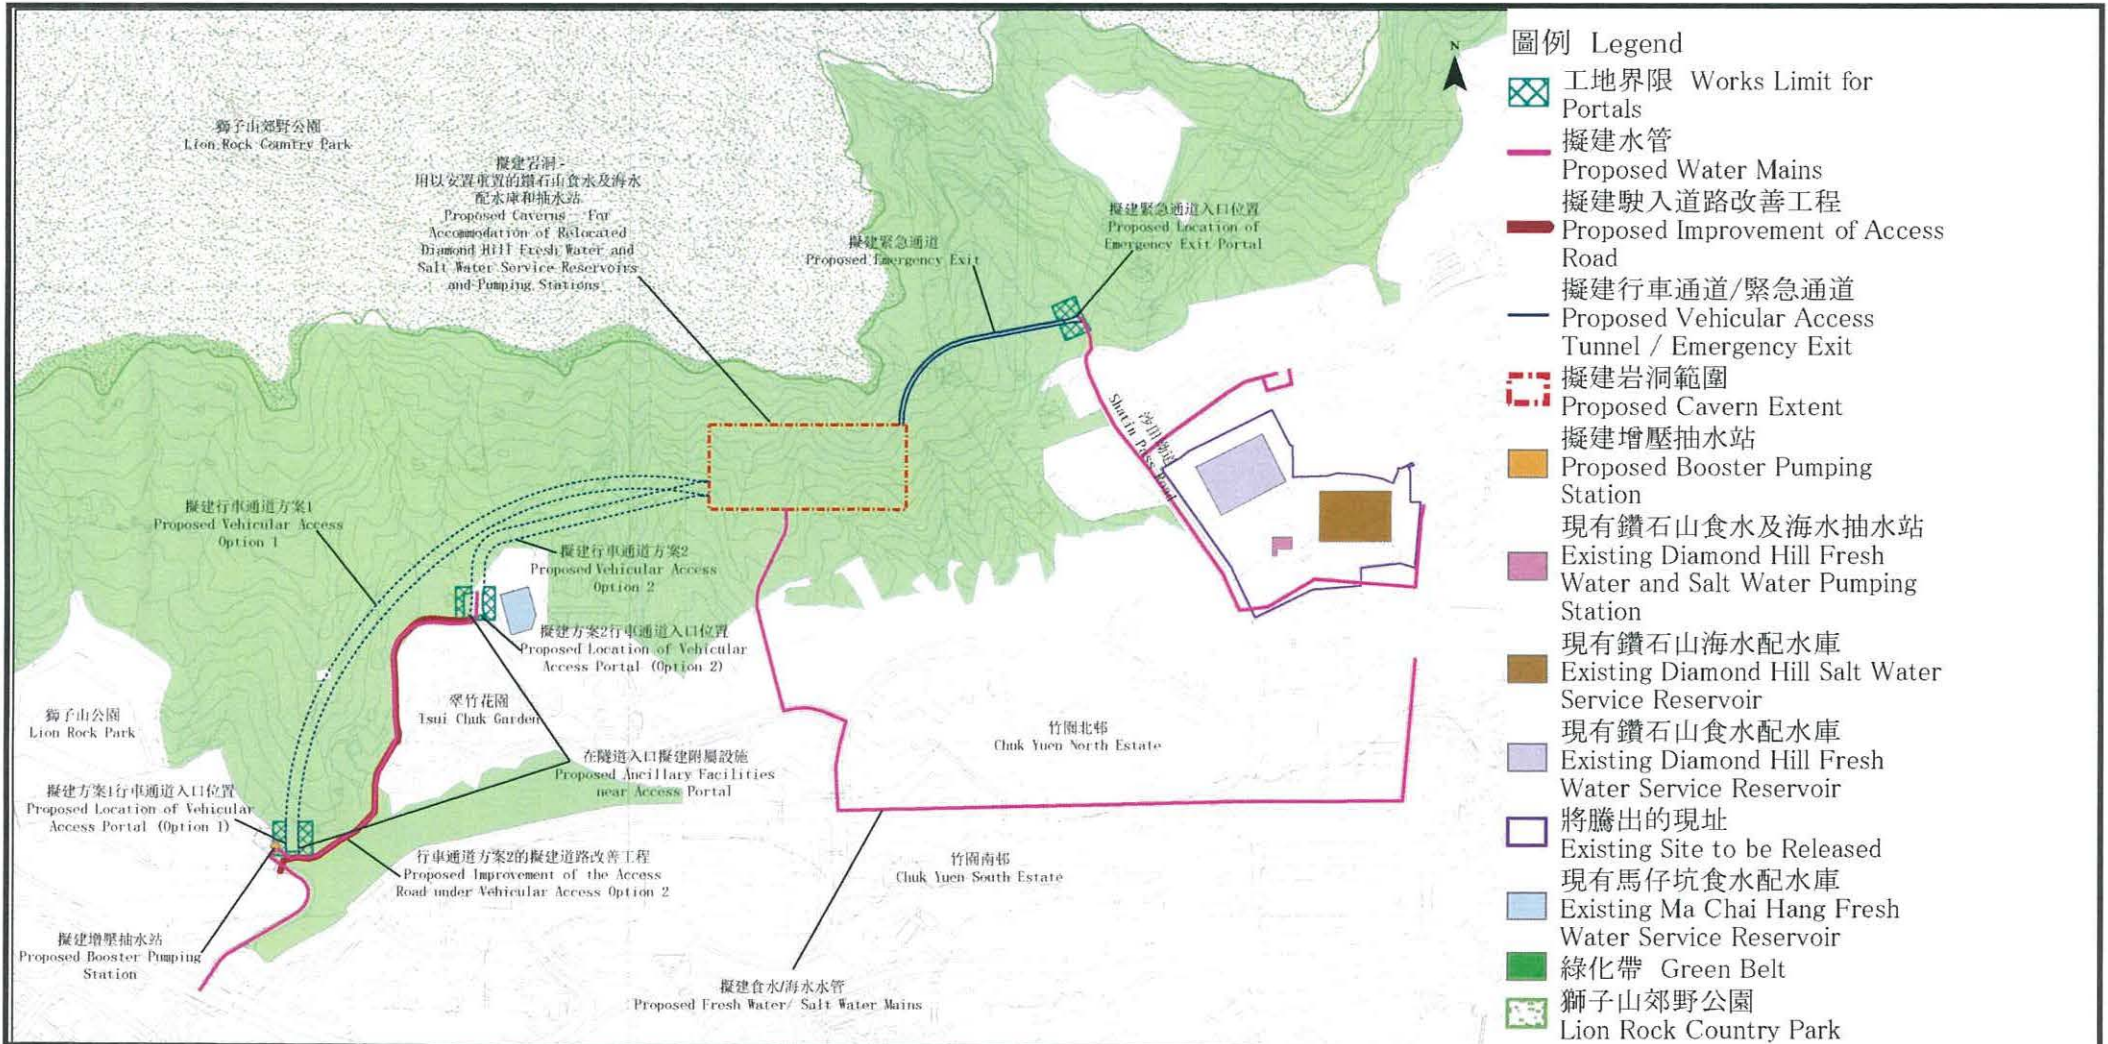 獅子山郊野公園
Lion Rock Country Park
擬建岩洞 -
用以安置重置的鑽石山食水及海水
配水庫和抽水站
Proposed Caverns - For
Accommodation of Relocated
Diamond Hill Fresh Water and
Salt Water Service Reservoirs
and Pumping Stations
擬建緊急通道
Proposed Emergency Exit
擬建緊急通道入口位置
Proposed Location of
Emergency Exit Portal
N
沙田坳道
Shatin Pass Road
擬建行車通道方案1
Proposed Vehicular Access
Option 1
擬建行車通道方案2
Proposed Vehicular Access
Option 2
擬建方案2行車通道入口位置
Proposed Location of Vehicular
Access Portal (Option 2)
翠竹花園
Tsui Chuk Garden
獅子山公園
Lion Rock Park
竹園北邨
Chuk Yuen North Estate
在隧道入口擬建附屬設施
Proposed Ancillary Facilities
near Access Portal
擬建方案1行車通道入口位置
Proposed Location of Vehicular
Access Portal (Option 1)
行車通道方案2的擬建道路改善工程
Proposed Improvement of the Access
Road under Vehicular Access Option 2
竹園南邨
Chuk Yuen South Estate
擬建增壓抽水站
Proposed Booster Pumping
Station
擬建食水/海水水管
Proposed Fresh Water/ Salt Water Mains
圖例 Legend
工地界限 Works Limit for
Portals
擬建水管
Proposed Water Mains
擬建駛入道路改善工程
Proposed Improvement of Access
Road
擬建行車通道/緊急通道
Proposed Vehicular Access
Tunnel / Emergency Exit
擬建岩洞範圍
Proposed Cavern Extent
擬建增壓抽水站
Proposed Booster Pumping
Station
現有鑽石山食水及海水抽水站
Existing Diamond Hill Fresh
Water and Salt Water Pumping
Station
現有鑽石山海水配水庫
Existing Diamond Hill Salt Water
Service Reservoir
現有鑽石山食水配水庫
Existing Diamond Hill Fresh
Water Service Reservoir
將騰出的現址
Existing Site to be Released
現有馬仔坑食水配水庫
Existing Ma Chai Hang Fresh
Water Service Reservoir
綠化帶 Green Belt
獅子山郊野公園
Lion Rock Country Park